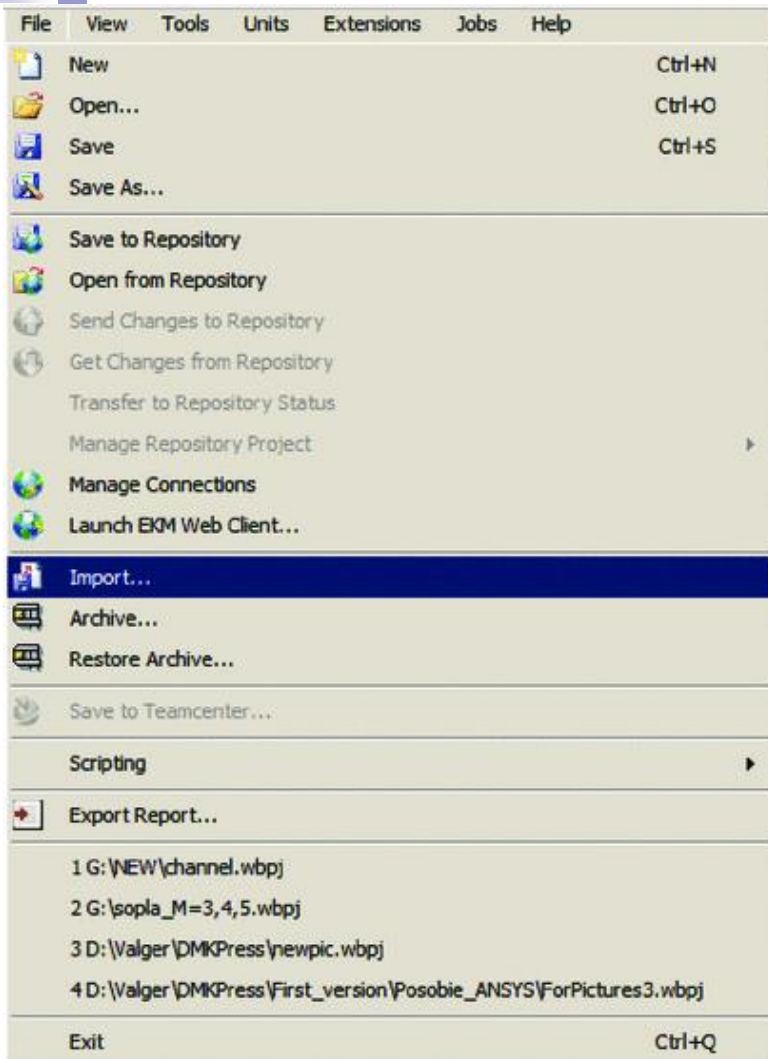 File View Tools Units Extensions Jobs Help
New Ctrl+N
Open... Ctrl+O
Save Ctrl+S
Save As...
Save to Repository
Open from Repository
Send Changes to Repository
Get Changes from Repository
Transfer to Repository Status
Manage Repository Project
Manage Connections
Launch EKM Web Client...
Import...
Archive...
Restore Archive...
Save to Teamcenter...
Scripting
Export Report...
1 G:\NEW\channel.wbpj
2 G:\sopla_M=3,4,5.wbpj
3 D:\Valger\DMKPress\newpic.wbpj
4 D:\Valger\DMKPress\First_version\Posobie_ANSYS\ForPictures3.wbpj
Exit Ctrl+Q